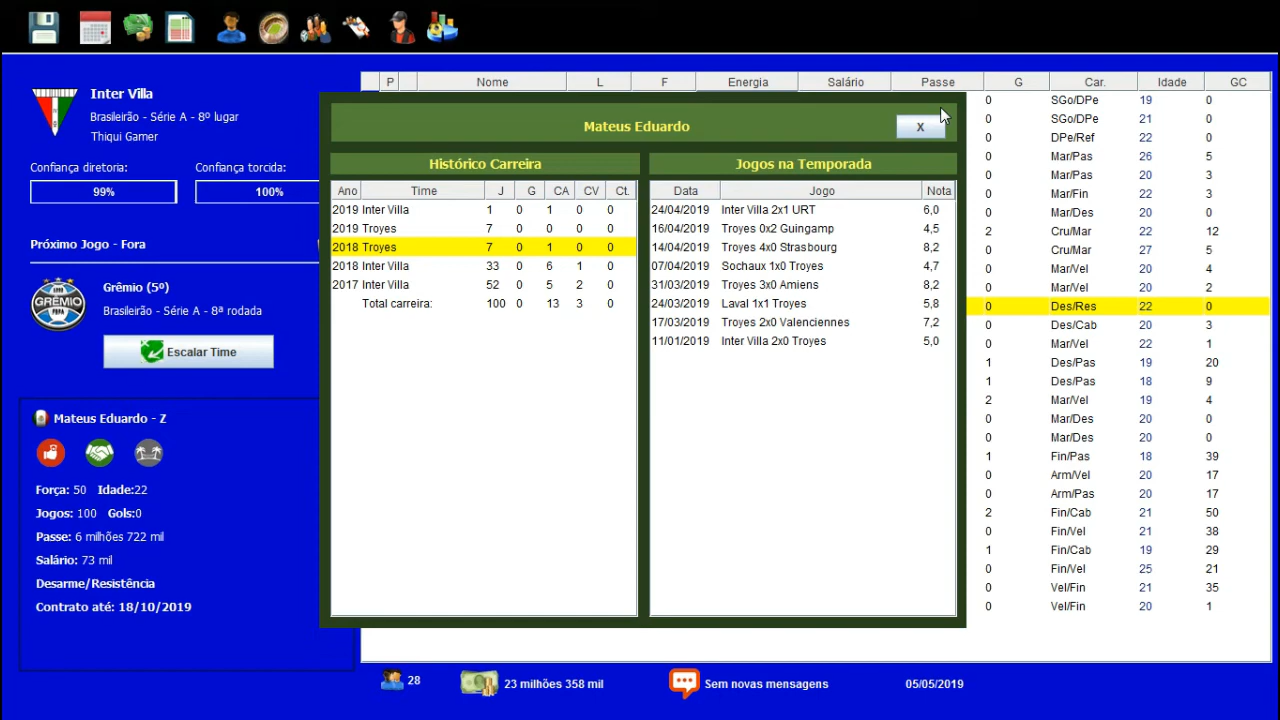 Inter Villa
Brasileirão - Série A - 8º lugar
Thiqui Gamer
Confiança diretoria: Confiança torcida:
99% 100%
Próximo Jogo - Fora
GRÊMIO
FBPA
Grêmio (5º)
Brasileirão - Série A - 8ª rodada
Escalar Time
Mateus Eduardo - Z
Força: 50 Idade:22
Jogos: 100 Gols:0
Passe: 6 milhões 722 mil
Salário: 73 mil
Desarme/Resistência
Contrato até: 18/10/2019
Mateus Eduardo X
Histórico Carreira
Ano Time J G CA CV Ct.
2019 Inter Villa 1 0 1 0 0
2019 Troyes 7 0 0 0 0
2018 Troyes 7 0 1 0 0
2018 Inter Villa 33 0 6 1 0
2017 Inter Villa 52 0 5 2 0
Total carreira: 100 0 13 3 0
Jogos na Temporada
Data Jogo Nota
24/04/2019 Inter Villa 2x1 URT 6,0
16/04/2019 Troyes 0x2 Guingamp 4,5
14/04/2019 Troyes 4x0 Strasbourg 8,2
07/04/2019 Sochaux 1x0 Troyes 4,7
31/03/2019 Troyes 3x0 Amiens 8,2
24/03/2019 Laval 1x1 Troyes 5,8
17/03/2019 Troyes 2x0 Valenciennes 7,2
11/01/2019 Inter Villa 2x0 Troyes 5,0
P Nome L F Energia Salário Passe G Car. Idade GC
0 SGo/DPe 19 0
0 SGo/DPe 21 0
0 DPe/Ref 22 0
0 Mar/Pas 26 5
0 Mar/Pas 20 3
0 Mar/Fin 22 3
0 Mar/Des 20 0
2 Cru/Mar 22 12
0 Cru/Mar 27 5
0 Mar/Vel 20 4
0 Mar/Vel 20 2
0 Des/Res 22 0
0 Des/Cab 20 3
0 Mar/Vel 22 1
1 Des/Pas 19 20
1 Des/Pas 18 9
2 Mar/Vel 19 4
0 Mar/Des 20 0
0 Mar/Des 20 0
1 Fin/Pas 18 39
0 Arm/Vel 20 17
0 Arm/Pas 20 17
2 Fin/Cab 21 50
0 Fin/Vel 21 38
1 Fin/Cab 19 29
0 Fin/Vel 25 21
0 Vel/Fin 21 35
0 Vel/Fin 20 1
28 23 milhões 358 mil Sem novas mensagens 05/05/2019